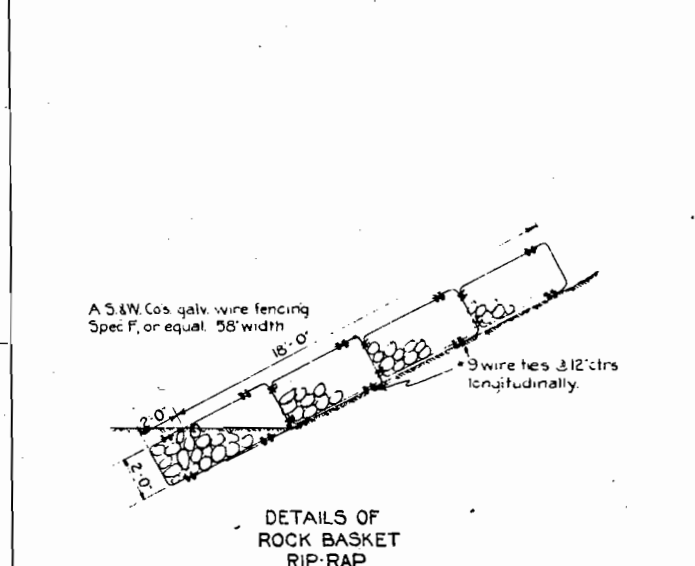 A.S.&W. Co's. galv. wire fencing
Spec F, or equal. 58" width
18'-0"
2'-0"
2'-0"
#9 wire ties @ 12" ctrs
longitudinally.
DETAILS OF
ROCK BASKET
RIP-RAP